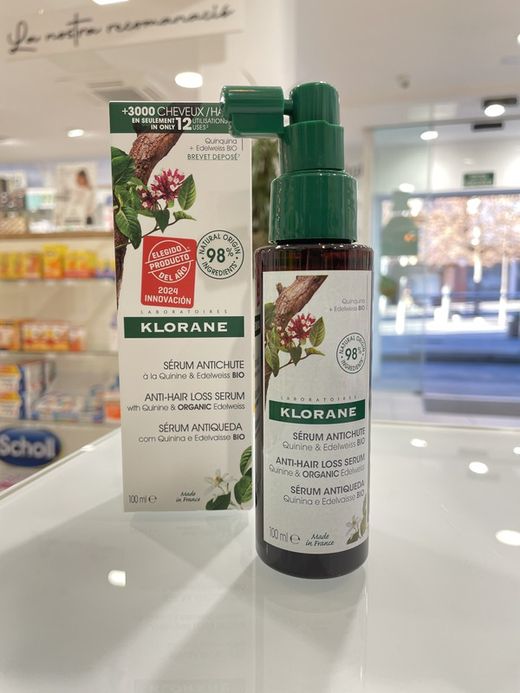 La nostra recomanació
+3000 CHEVEUX/HA
EN SEULEMENT 12 UTILISATIONS
IN ONLY USES
Quinquina
+ Edelweiss BIO
BREVET DÉPOSÉ
ELEGIDO
PRODUCTO
DEL AÑO
2024
INNOVACIÓN
NATURAL ORIGIN
98%
INGREDIENTS
LABORATOIRES
KLORANE
SÉRUM ANTICHUTE
à la Quinine & Edelweiss BIO
ANTI-HAIR LOSS SERUM
with Quinine & ORGANIC Edelweiss
SÉRUM ANTIQUEDA
com Quinina e Edelvaisse BIO
100 ml e
Made
in France
Quinquina
+ Edelweiss BIO
98%
LABORATOIRES
KLORANE
SÉRUM ANTICHUTE
Quinine & Edelweiss BIO
ANTI-HAIR LOSS SERUM
Quinine & ORGANIC Edelweiss
SÉRUM ANTIQUEDA
Quinina e Edelvaisse BIO
100 ml e
Made
in France
Scholl